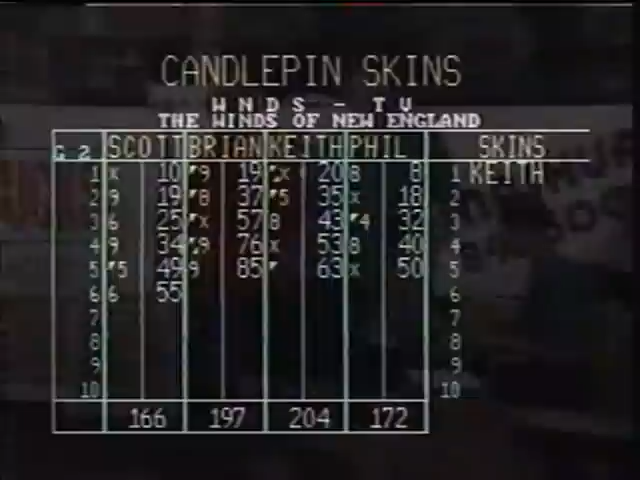 CANDLEPIN SKINS
WNDS - TV
THE WINDS OF NEW ENGLAND
G 2 SCOTT BRIAN KEITH PHIL SKINS
1 x 10 9 19 x 20 8 8 1 KEITH
2 9 19 8 37 5 35 x 18 2
3 6 25 x 57 8 43 4 32 3
4 9 34 9 76 x 53 8 40 4
5 5 49 9 85 63 x 50 5
6 6 55 6
7 7
8 8
9 9
10 10
166 197 204 172